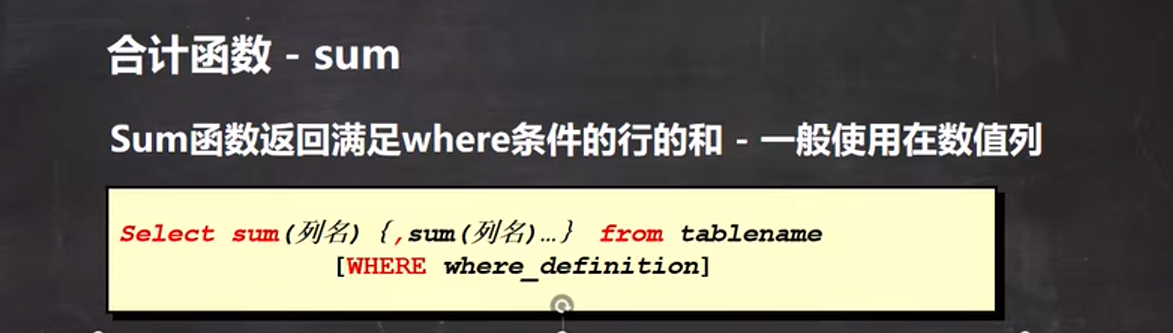 合计函数 - sum
Sum函数返回满足where条件的行的和 - 一般使用在数值列
Select sum(列名) {,sum(列名)…} from tablename
[WHERE where_definition]